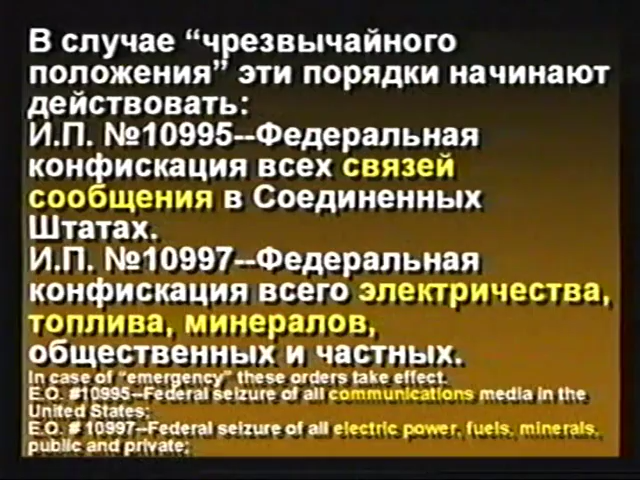 В случае “чрезвычайного
положения” эти порядки начинают
действовать:
И.П. №10995--Федеральная
конфискация всех связей
сообщения в Соединенных
Штатах.
И.П. №10997--Федеральная
конфискация всего электричества,
топлива, минералов,
общественных и частных.
In case of “emergency” these orders take effect.
E.O. #10995--Federal seizure of all communications media in the
United States;
E.O. # 10997--Federal seizure of all electric power, fuels, minerals,
public and private;